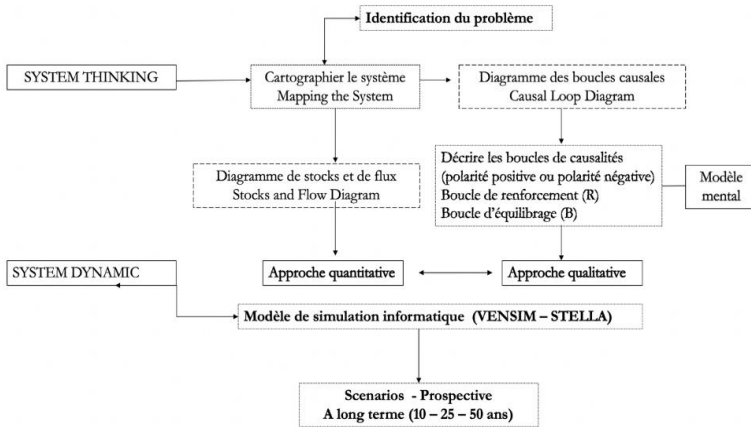 Identification du problème
SYSTEM THINKING
Cartographier le système
Mapping the System
Diagramme des boucles causales
Causal Loop Diagram
Diagramme de stocks et de flux
Stocks and Flow Diagram
Décrire les boucles de causalités
(polarité positive ou polarité négative)
Boucle de renforcement (R)
Boucle d'équilibrage (B)
Modèle
mental
SYSTEM DYNAMIC
Approche quantitative
Approche qualitative
Modèle de simulation informatique (VENSIM – STELLA)
Scenarios - Prospective
A long terme (10 – 25 – 50 ans)